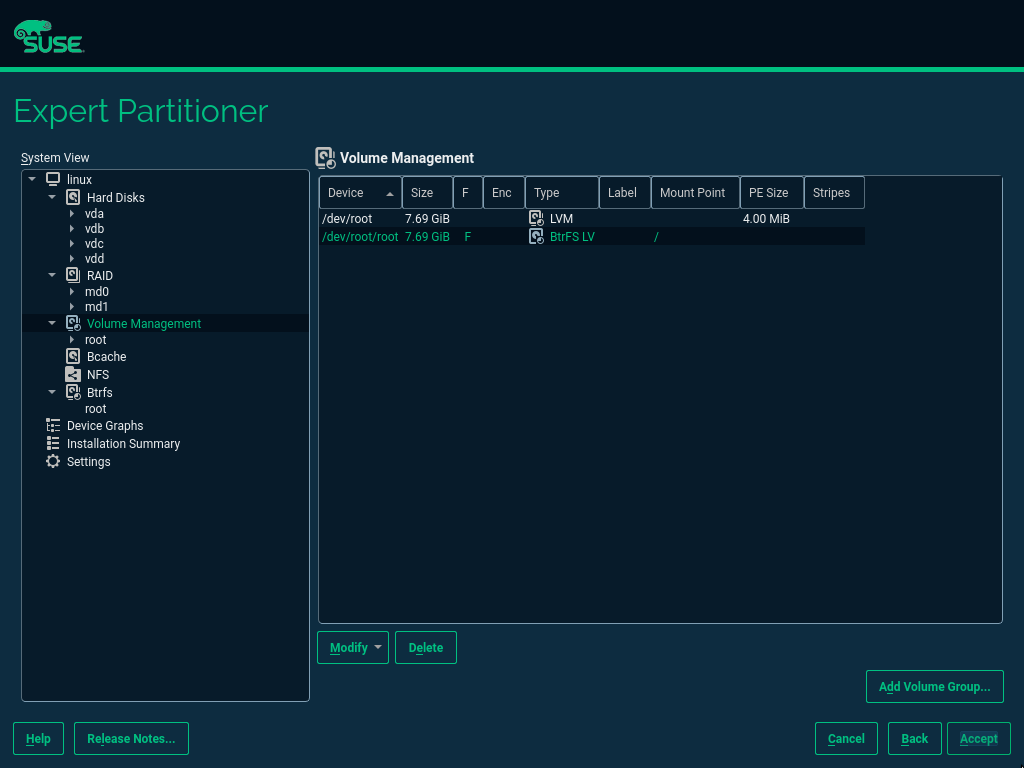 SUSE
Expert Partitioner
System View
linux
Hard Disks
vda
vdb
vdc
vdd
RAID
md0
md1
Volume Management
root
Bcache
NFS
Btrfs
root
Device Graphs
Installation Summary
Settings
Volume Management
Device Size F Enc Type Label Mount Point PE Size Stripes
/dev/root 7.69 GiB LVM 4.00 MiB
/dev/root/root 7.69 GiB F BtrFS LV /
Modify Delete
Add Volume Group...
Help Release Notes... Cancel Back Accept